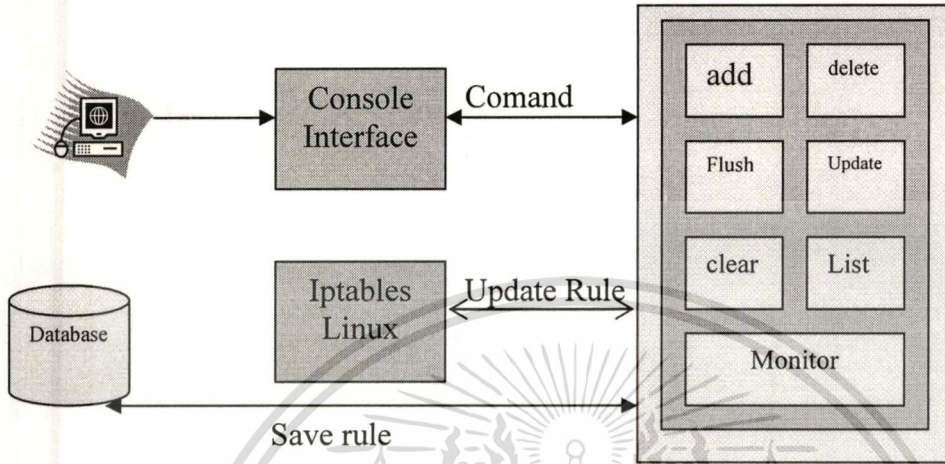 Console
Interface
Comand
add
delete
Flush
Update
clear
List
Monitor
Iptables
Linux
Update Rule
Database
Save rule